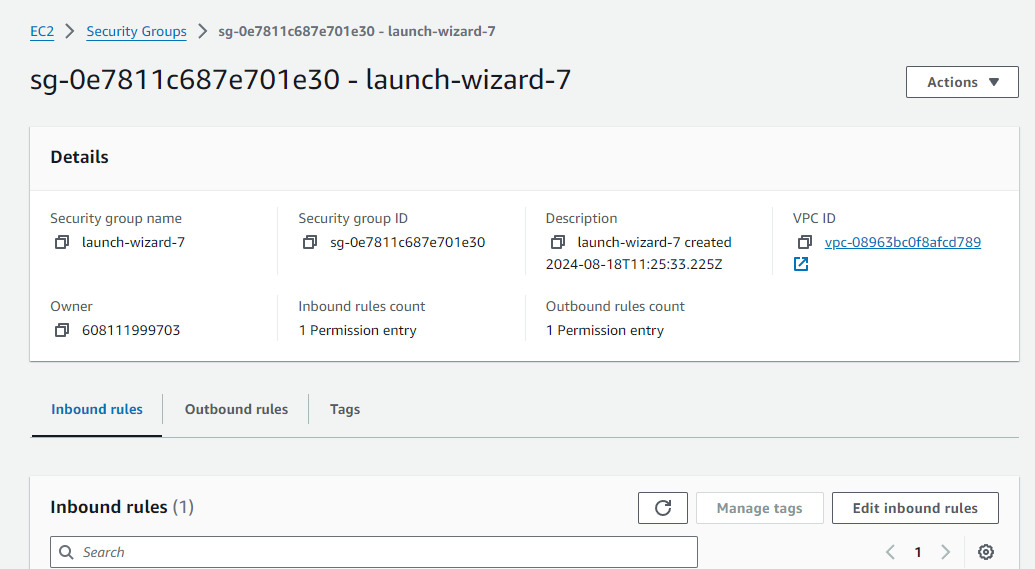 EC2 > Security Groups > sg-0e7811c687e701e30 - launch-wizard-7
sg-0e7811c687e701e30 - launch-wizard-7
Actions
Details
Security group name
launch-wizard-7
Security group ID
sg-0e7811c687e701e30
Description
launch-wizard-7 created
2024-08-18T11:25:33.225Z
VPC ID
vpc-08963bc0f8afcd789
Owner
608111999703
Inbound rules count
1 Permission entry
Outbound rules count
1 Permission entry
Inbound rules
Outbound rules
Tags
Inbound rules (1)
Manage tags
Edit inbound rules
Search
1